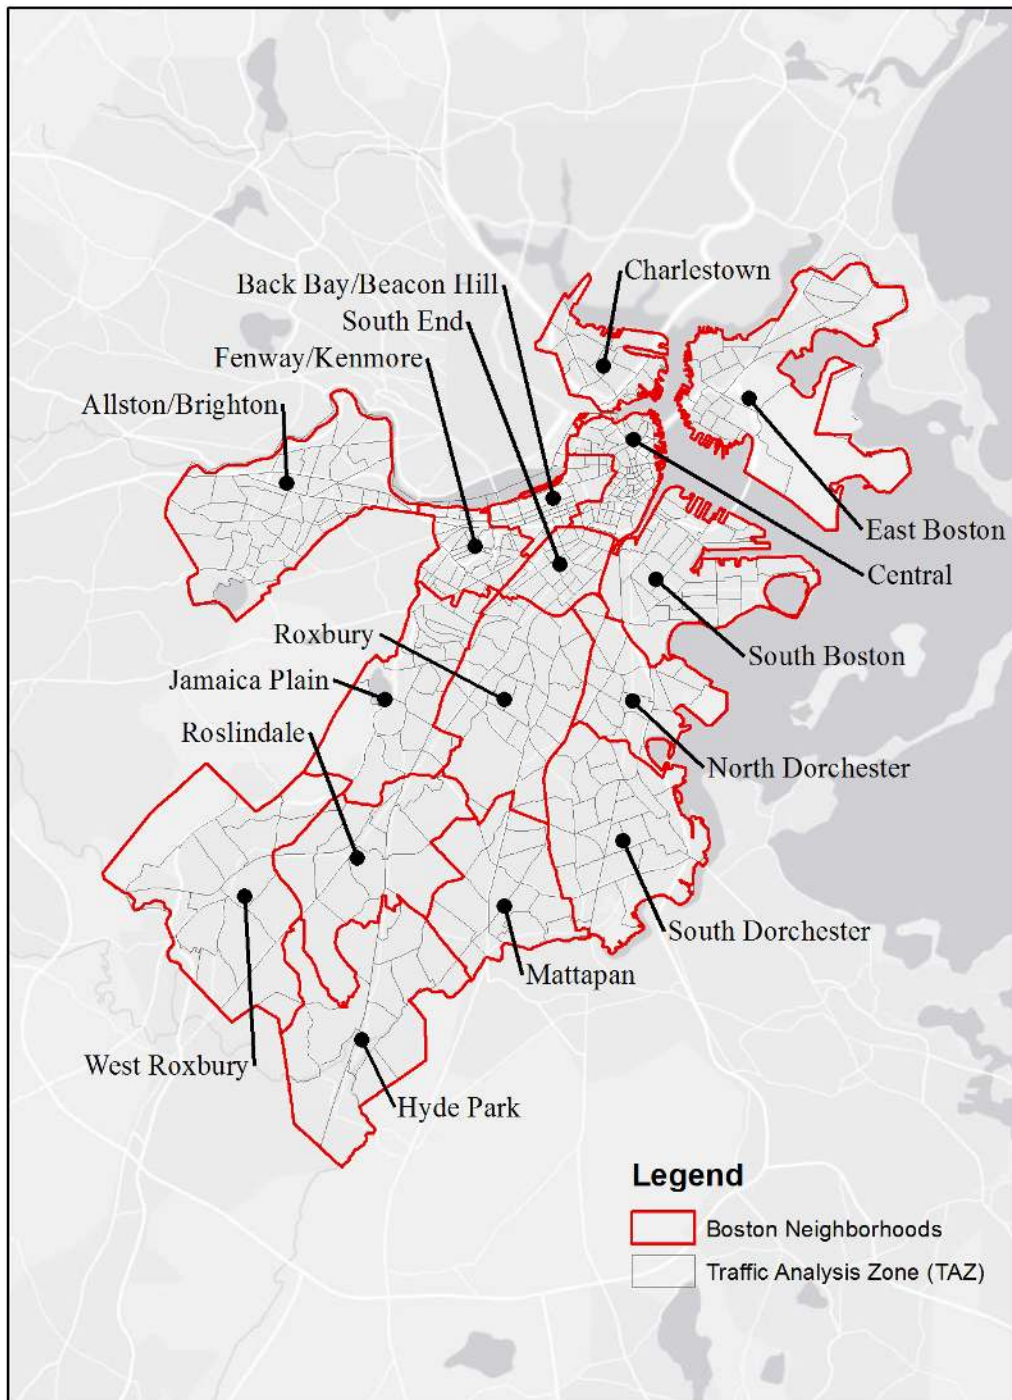 Charlestown
Back Bay/Beacon Hill
South End
Fenway/Kenmore
Allston/Brighton
East Boston
Central
Roxbury
South Boston
Jamaica Plain
Roslindale
North Dorchester
South Dorchester
Mattapan
West Roxbury
Hyde Park
Legend
Boston Neighborhoods
Traffic Analysis Zone (TAZ)